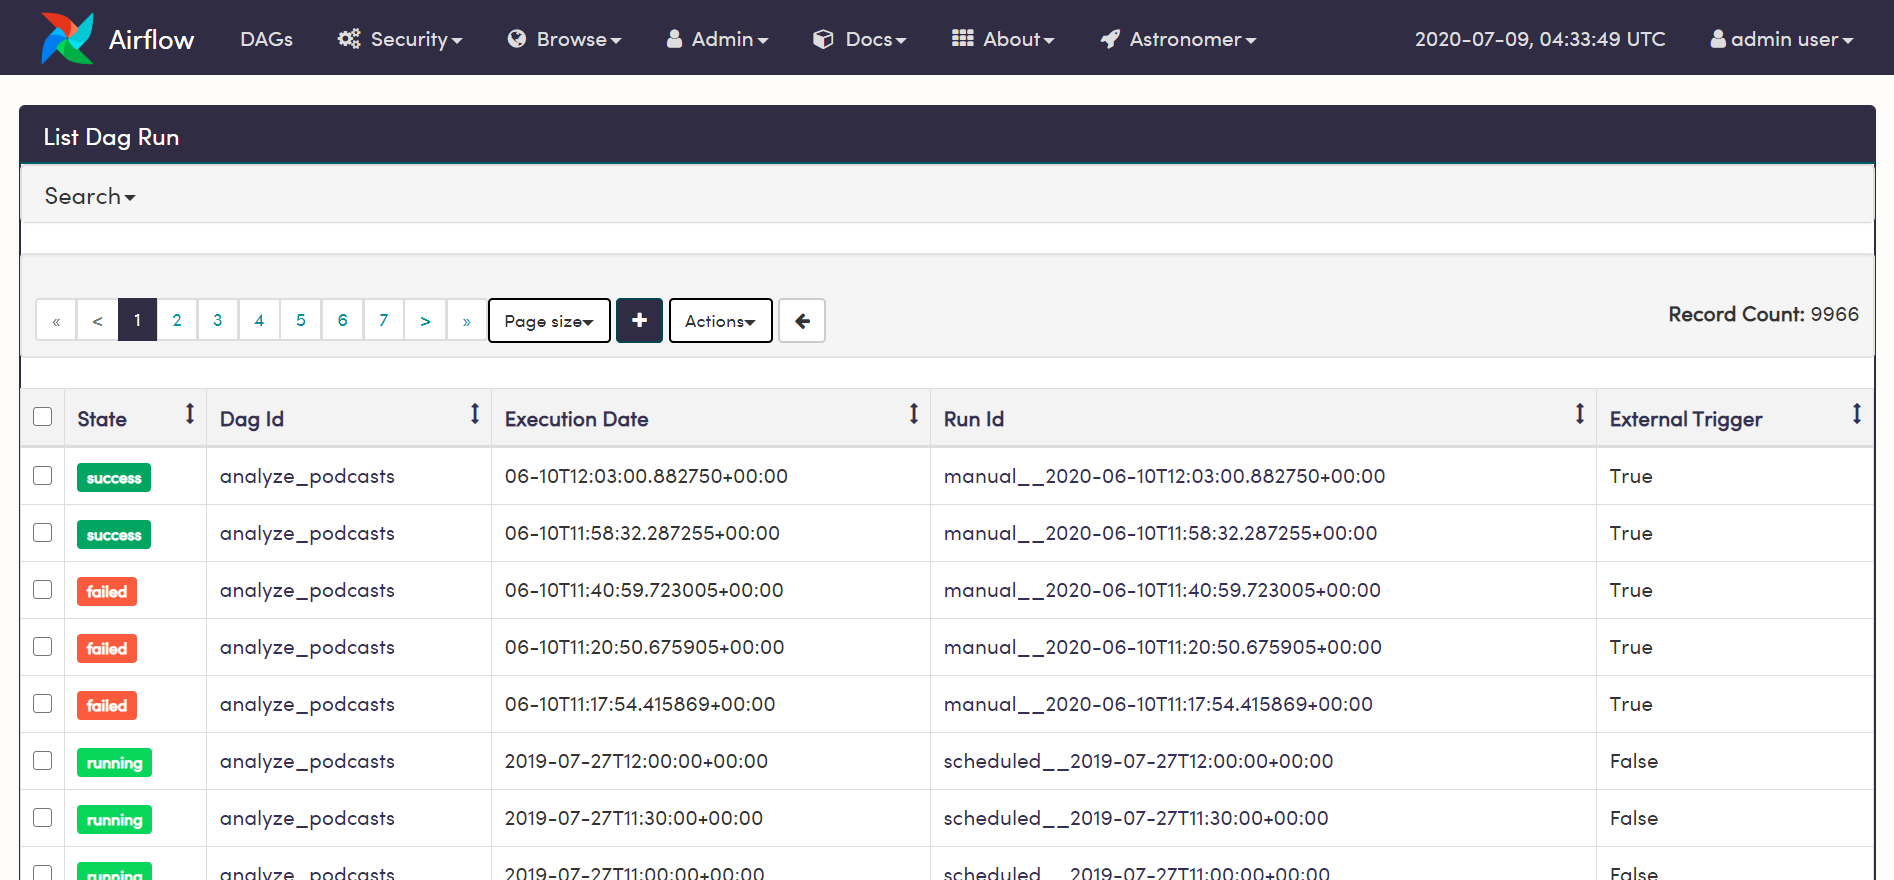 Airflow DAGs Security Browse Admin Docs About Astronomer 2020-07-09, 04:33:49 UTC admin user
List Dag Run
Search
« < 1 2 3 4 5 6 7 > » Page size + Actions Record Count: 9966
State Dag Id Execution Date Run Id External Trigger
success analyze_podcasts 06-10T12:03:00.882750+00:00 manual__2020-06-10T12:03:00.882750+00:00 True
success analyze_podcasts 06-10T11:58:32.287255+00:00 manual__2020-06-10T11:58:32.287255+00:00 True
failed analyze_podcasts 06-10T11:40:59.723005+00:00 manual__2020-06-10T11:40:59.723005+00:00 True
failed analyze_podcasts 06-10T11:20:50.675905+00:00 manual__2020-06-10T11:20:50.675905+00:00 True
failed analyze_podcasts 06-10T11:17:54.415869+00:00 manual__2020-06-10T11:17:54.415869+00:00 True
running analyze_podcasts 2019-07-27T12:00:00+00:00 scheduled__2019-07-27T12:00:00+00:00 False
running analyze_podcasts 2019-07-27T11:30:00+00:00 scheduled__2019-07-27T11:30:00+00:00 False
running analyze_podcasts 2019-07-27T11:00:00+00:00 scheduled__2019-07-27T11:00:00+00:00 False